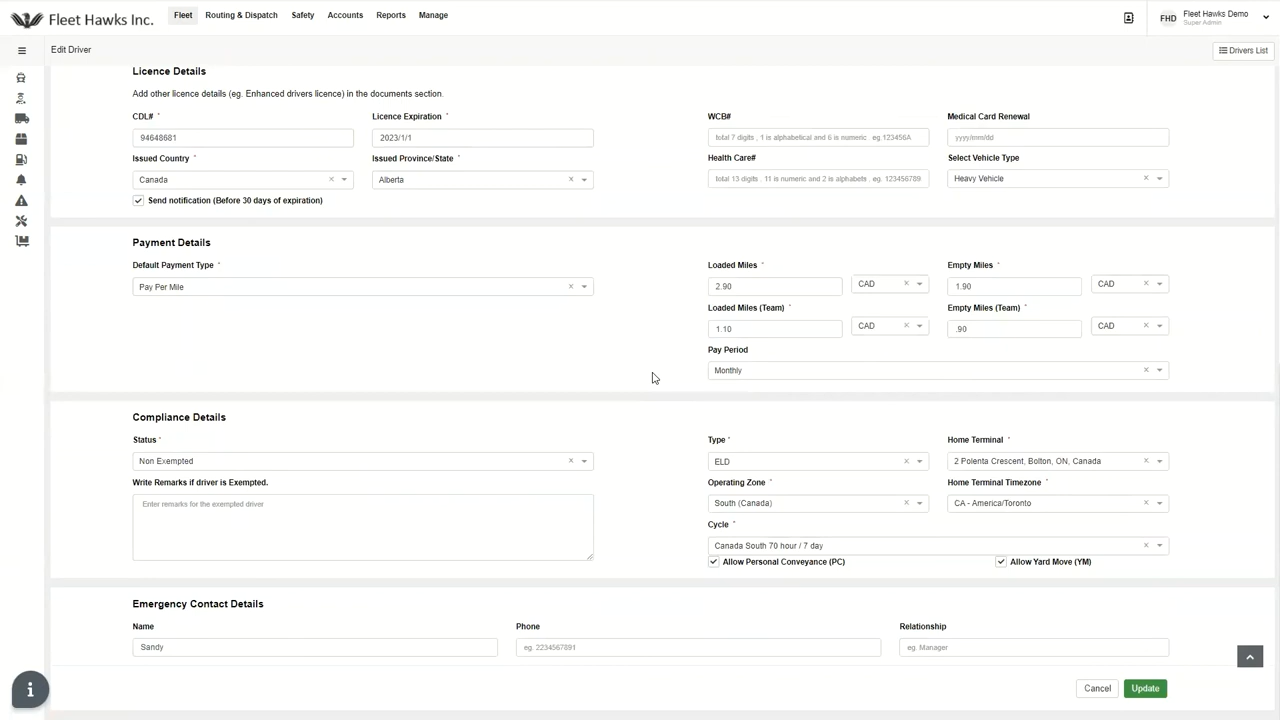 Fleet Hawks Inc.
Fleet Routing & Dispatch Safety Accounts Reports Manage
FHD Fleet Hawks Demo
Super Admin
Edit Driver
Drivers List
Licence Details
Add other licence details (eg. Enhanced drivers licence) in the documents section.
CDL# * Licence Expiration * WCB# Medical Card Renewal
94648681 2023/1/1 total 7 digits , 1 is alphabetical and 6 is numeric . eg.123456A yyyy/mm/dd
Issued Country * Issued Province/State * Health Care# Select Vehicle Type
Canada Alberta total 13 digits . 11 is numeric and 2 is alphabets . eg. 123456789 Heavy Vehicle
Send notification (Before 30 days of expiration)
Payment Details
Default Payment Type * Loaded Miles * Empty Miles *
Pay Per Mile 2.90 CAD 1.90 CAD
Loaded Miles (Team) * Empty Miles (Team) *
1.10 CAD .90 CAD
Pay Period
Monthly
Compliance Details
Status * Type * Home Terminal *
Non Exempted ELD 2 Polenta Crescent, Bolton, ON, Canada
Write Remarks if driver is Exempted. Operating Zone * Home Terminal Timezone *
Enter remarks for the exempted driver South (Canada) CA - America/Toronto
Cycle *
Canada South 70 hour / 7 day
Allow Personal Conveyance (PC) Allow Yard Move (YM)
Emergency Contact Details
Name Phone Relationship
Sandy eg. 2234567891 eg. Manager
Cancel Update